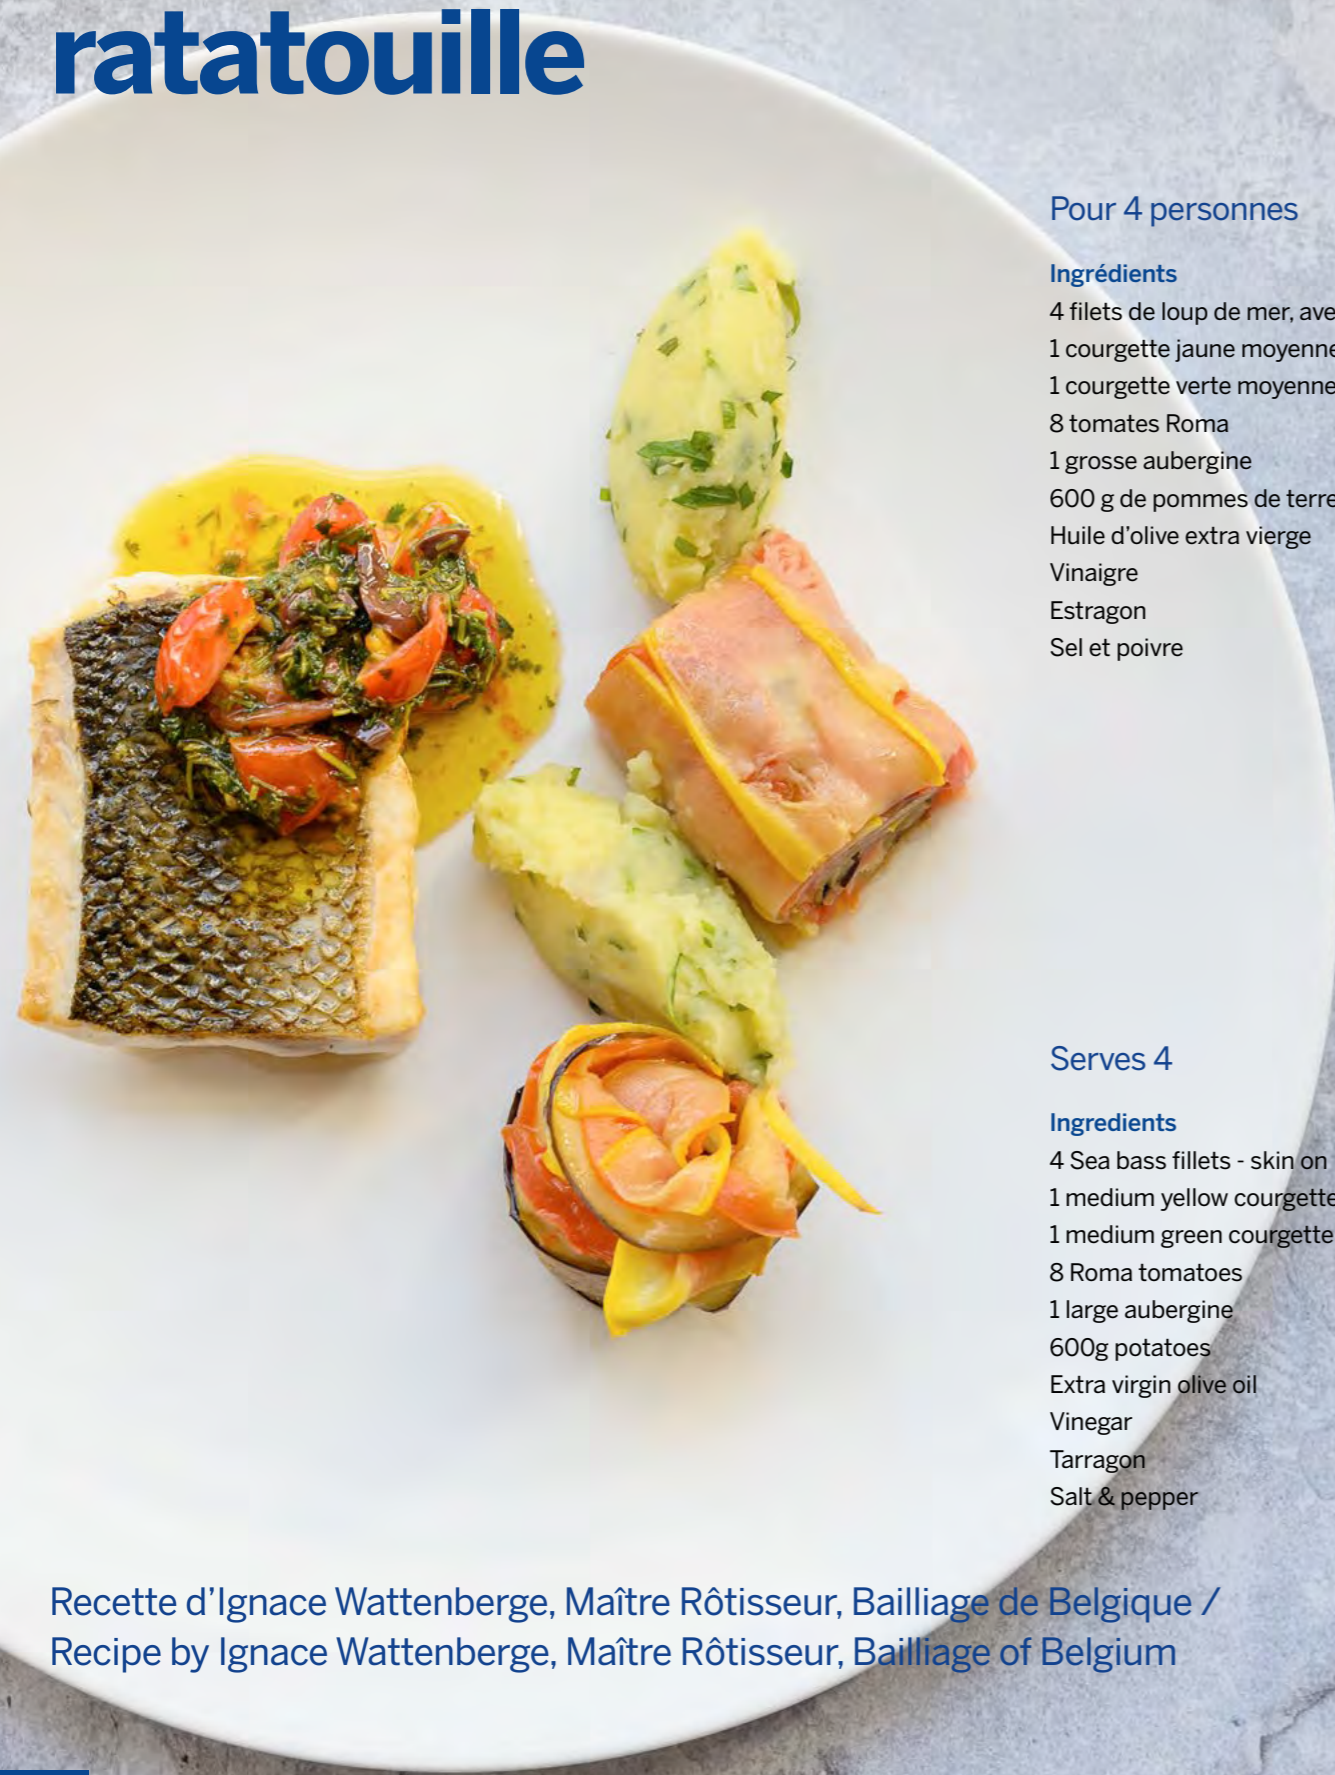 ratatouille
Pour 4 personnes
Ingrédients
4 filets de loup de mer,
1 courgette jaune moyenne
1 courgette verte moyenne
8 tomates Roma
1 grosse aubergine
600 g de pommes de terre
Huile d’olive extra vierge
Vinaigre
Estragon
Sel et poivre
Serves 4
Ingredients
4 Sea bass fillets - skin on
1 medium yellow courgette
1 medium green courgette
8 Roma tomatoes
1 large aubergine
600g potatoes
Extra virgin olive oil
Vinegar
Tarragon
Salt & pepper
Recette d’Ignace Wattenberge, Maître Rôtisseur, Bailliage de Belgique /
Recipe by Ignace Wattenberge, Maître Rôtisseur, Bailliage of Belgium